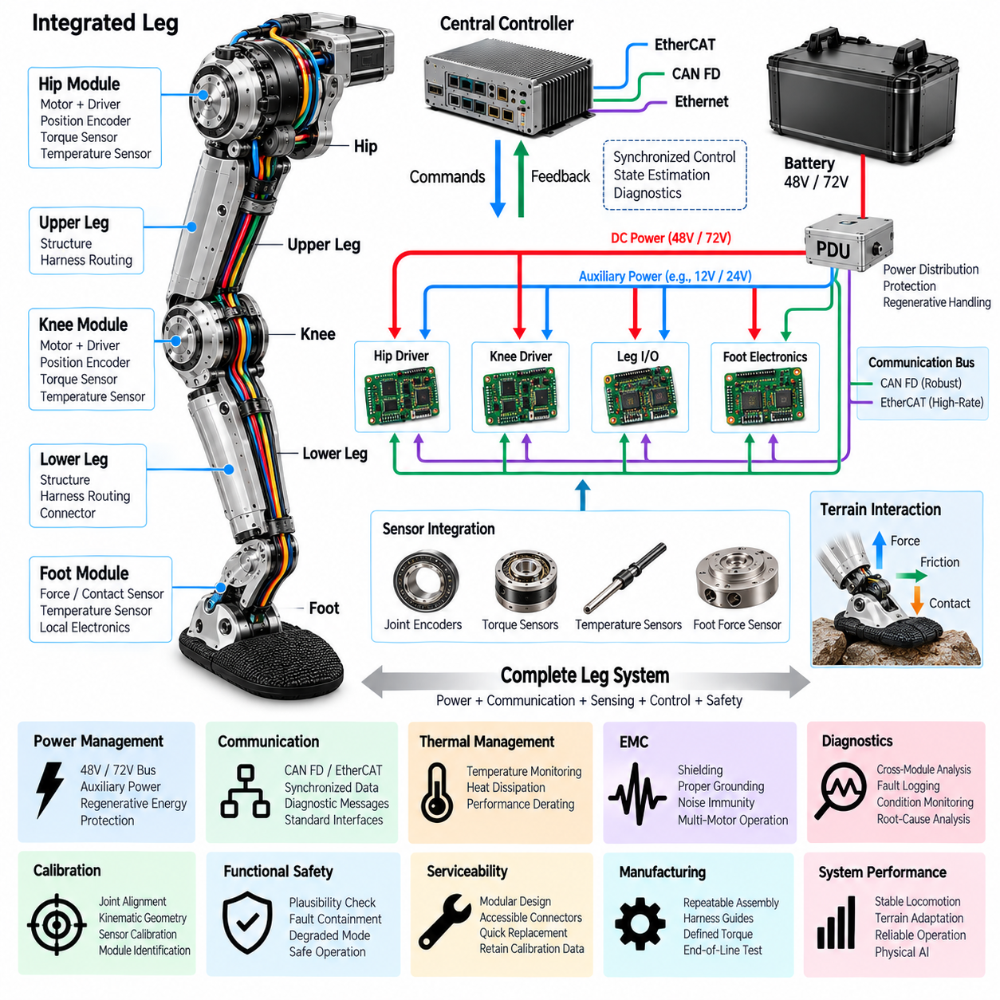 Integrated Leg
Hip Module
Motor + Driver
Position Encoder
Torque Sensor
Temperature Sensor
Hip
Upper Leg
Structure
Harness Routing
Upper Leg
Knee Module
Motor + Driver
Position Encoder
Torque Sensor
Temperature Sensor
Knee
Lower Leg
Structure
Harness Routing
Connector
Lower Leg
Foot Module
Force / Contact Sensor
Temperature Sensor
Local Electronics
Foot
Central Controller
EtherCAT
CAN FD
Ethernet
Commands
Feedback
Synchronized Control
State Estimation
Diagnostics
Battery
48V / 72V
DC Power (48V / 72V)
PDU
Auxiliary Power (e.g., 12V / 24V)
Power Distribution
Protection
Regenerative Handling
Hip Driver
Knee Driver
Leg I/O
Foot Electronics
Communication Bus
CAN FD (Robust)
EtherCAT (High-Rate)
Sensor Integration
Joint Encoders
Torque Sensors
Temperature Sensors
Foot Force Sensor
Terrain Interaction
Force
Friction
Contact
Complete Leg System
Power + Communication + Sensing + Control + Safety
Power Management
48V / 72V Bus
Auxiliary Power
Regenerative Energy
Protection
Communication
CAN FD / EtherCAT
Synchronized Data
Diagnostic Messages
Standard Interfaces
Thermal Management
Temperature Monitoring
Heat Dissipation
Performance Derating
EMC
Shielding
Proper Grounding
Noise Immunity
Multi-Motor Operation
Diagnostics
Cross-Module Analysis
Fault Logging
Condition Monitoring
Root-Cause Analysis
Calibration
Joint Alignment
Kinematic Geometry
Sensor Calibration
Module Identification
Functional Safety
Plausibility Check
Fault Containment
Degraded Mode
Safe Operation
Serviceability
Modular Design
Accessible Connectors
Quick Replacement
Retain Calibration Data
Manufacturing
Repeatable Assembly
Harness Guides
Defined Torque
End-of-Line Test
System Performance
Stable Locomotion
Terrain Adaptation
Reliable Operation
Physical AI